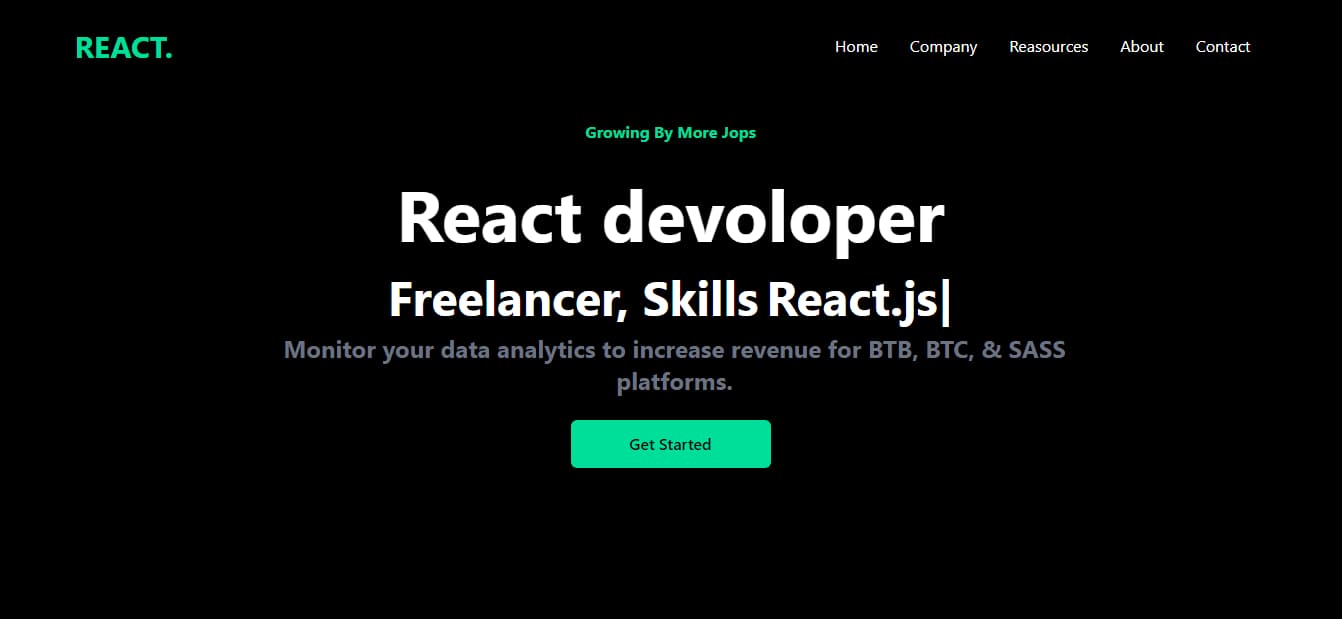 REACT.
Home Company Reasources About Contact
Growing By More Jops
React devoloper
Freelancer, Skills React.js|
Monitor your data analytics to increase revenue for BTB, BTC, & SASS
platforms.
Get Started